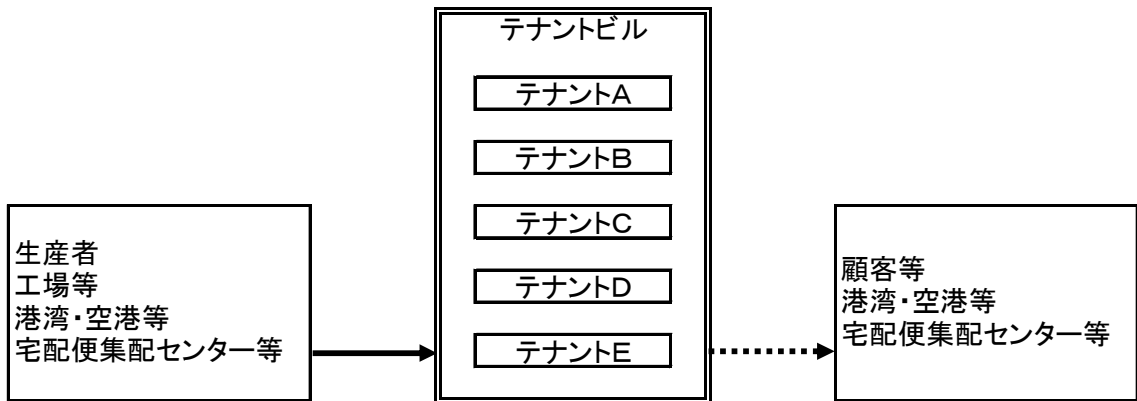 テナントビル
テナントA
テナントB
テナントC
テナントD
テナントE
生産者
工場等
港湾・空港等
宅配便集配センター等
顧客等
港湾・空港等
宅配便集配センター等